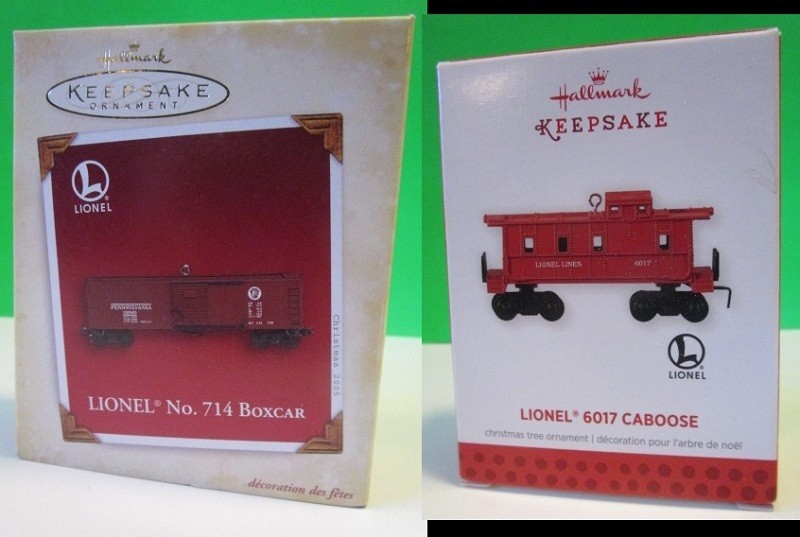 Hallmark
KEEPSAKE
ORNAMENT
L
LIONEL
PENNSYLVANIA
Christmas 2005
LIONEL® No. 714 BOXCAR
décoration des fêtes
Hallmark
KEEPSAKE
LIONEL LINES 6017
L
LIONEL
LIONEL® 6017 CABOOSE
christmas tree ornament | décoration pour l'arbre de noël